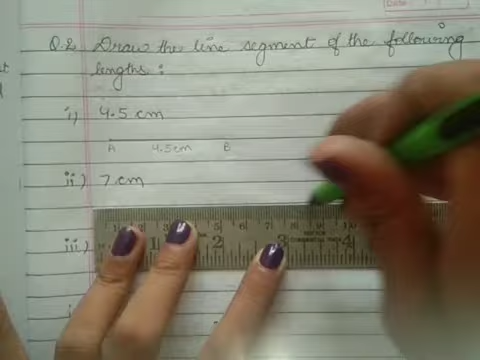 Q.2 Draw the line segment of the following
lengths :
i) 4.5 cm
A 4.5cm B
ii) 7 cm
iii)